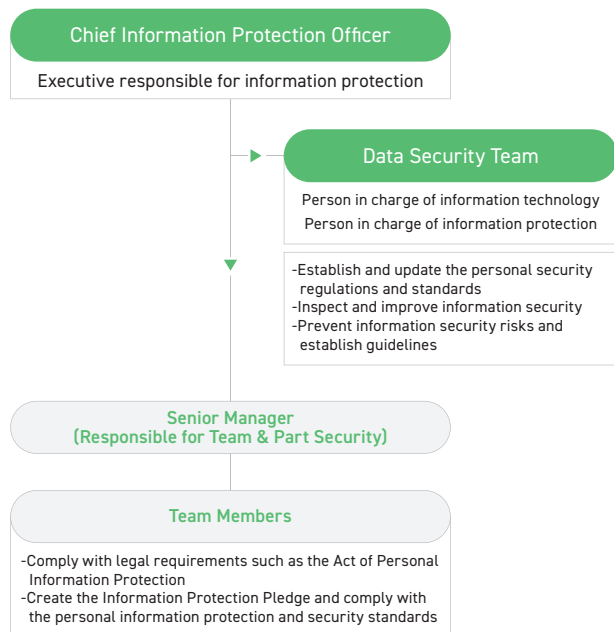 Chief Information Protection Officer
Executive responsible for information protection
Data Security Team
Person in charge of information technology
Person in charge of information protection
-Establish and update the personal security
regulations and standards
-Inspect and improve information security
-Prevent information security risks and
establish guidelines
Senior Manager
(Responsible for Team & Part Security)
Team Members
-Comply with legal requirements such as the Act of Personal
Information Protection
-Create the Information Protection Pledge and comply with
the personal information protection and security standards